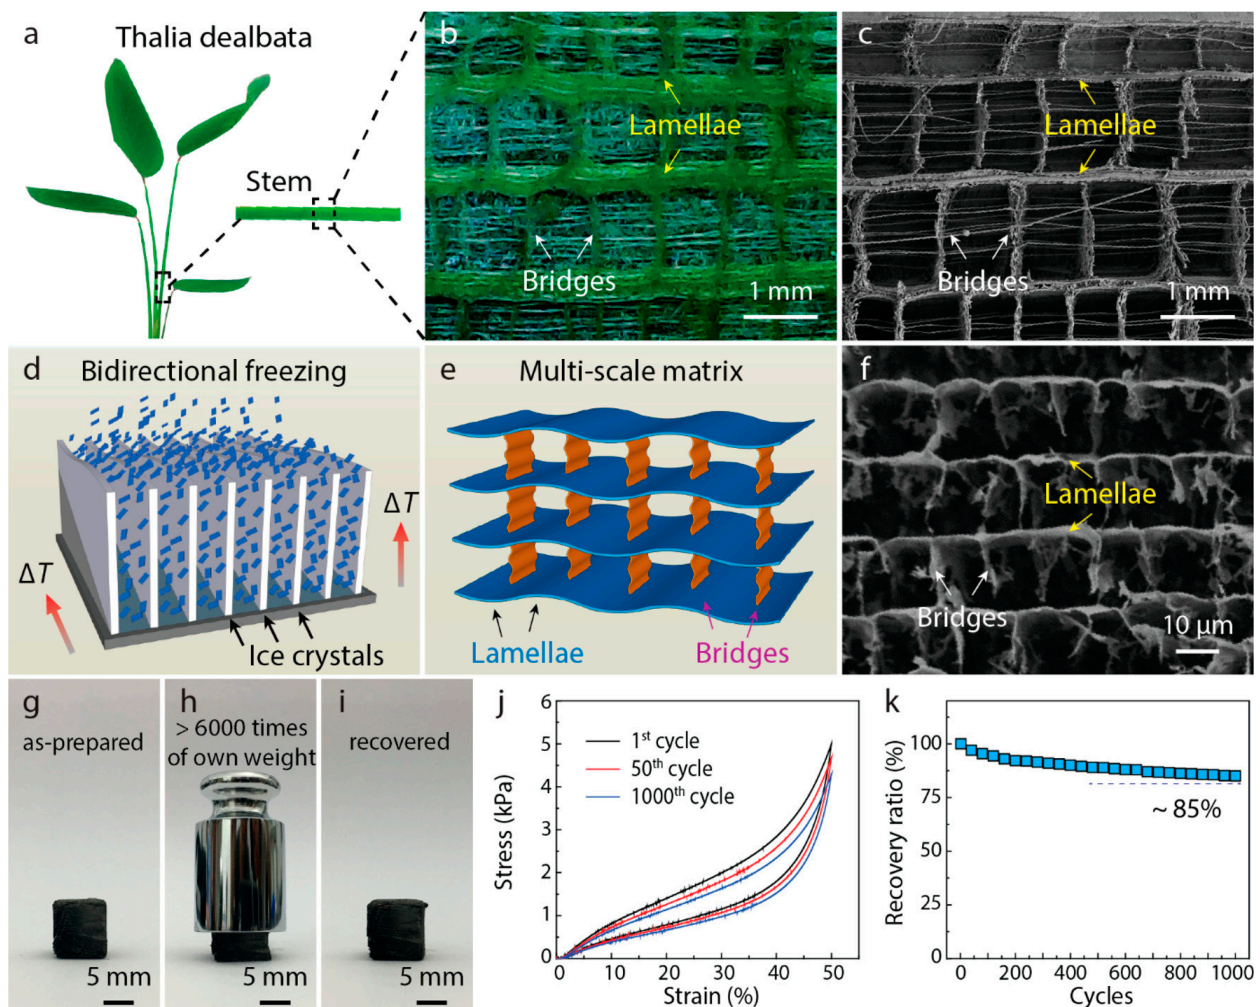 a
Thalia dealbata
Stem
b
Lamellae
Bridges
1 mm
c
Lamellae
Bridges
1 mm
d
Bidirectional freezing
ΔT
ΔT
Ice crystals
e
Multi-scale matrix
Lamellae
Bridges
f
Lamellae
Bridges
10 μm
g
as-prepared
5 mm
h
> 6000 times
of own weight
5 mm
i
recovered
5 mm
j
6
5
4
3
2
1
0
Stress (kPa)
1st cycle
50th cycle
1000th cycle
0 10 20 30 40 50
Strain (%)
k
100
75
50
25
0
Recovery ratio (%)
~ 85%
0 200 400 600 800 1000
Cycles